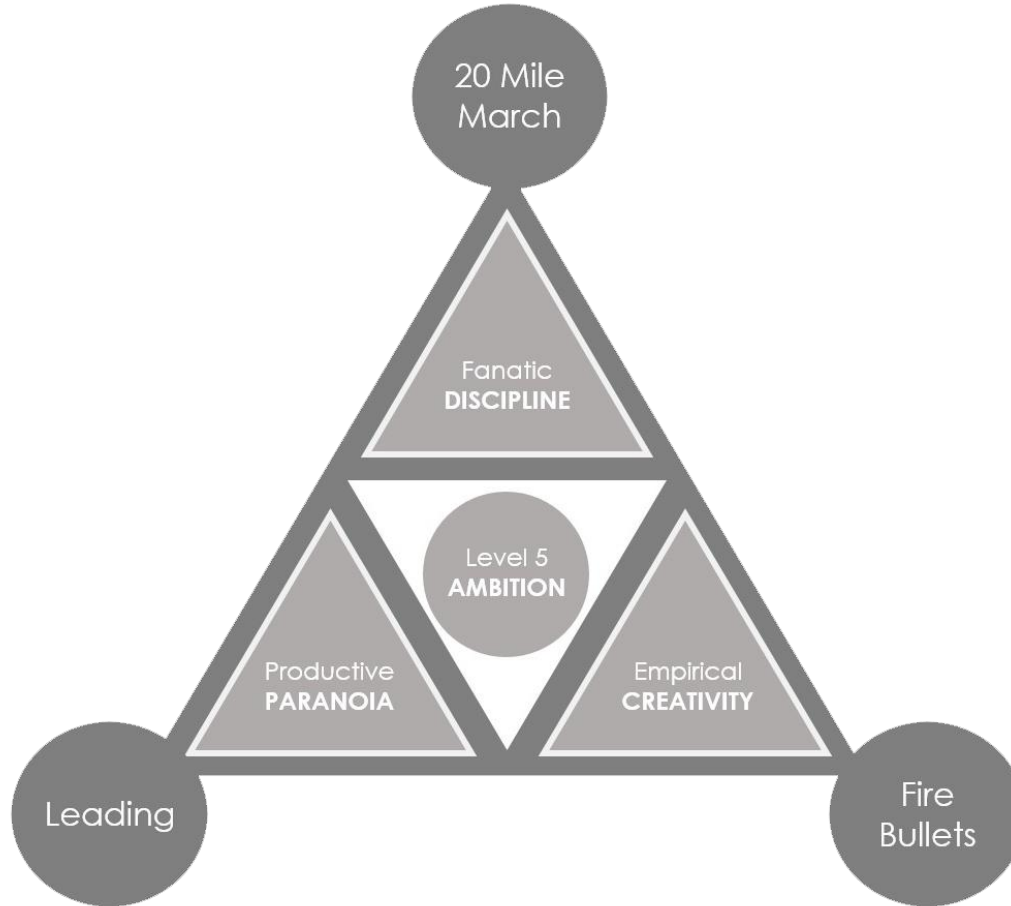 20 Mile
March
Fanatic
DISCIPLINE
Level 5
AMBITION
Productive
PARANOIA
Empirical
CREATIVITY
Leading
Fire
Bullets